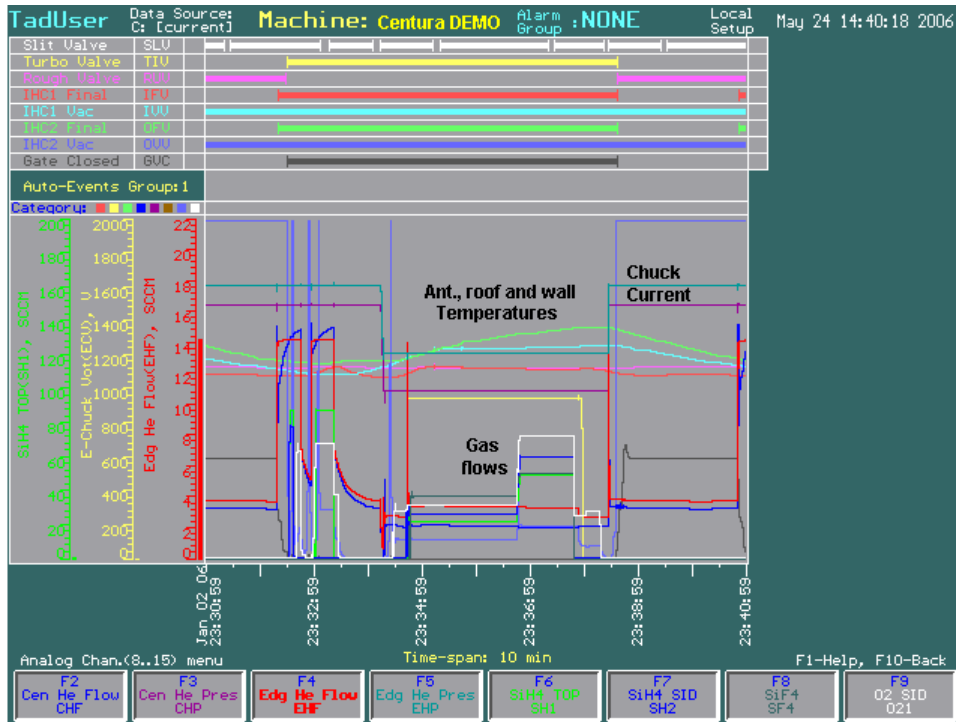 TadUser Data Source: C: [current] Machine: Centura DEMO Alarm Group :NONE Local Setup May 24 14:40:18 2006
Slit Valve SLV
Turbo Valve TIV
Rough Valve RVV
IHC1 Final IFV
IHC1 Vac IVV
IHC2 Final OFV
IHC2 Vac OVV
Gate Closed GVC
Auto-Events Group:1
Category:
SiH4 TOP(SH1), SCCM
200
180
160
140
120
100
80
60
40
20
0
E-Chuck Vot(ECV), V
2000
1800
1600
1400
1200
1000
800
600
400
200
0
Edg He Flow(EHF), SCCM
22
20
18
16
14
12
10
8
6
4
2
0
Ant., roof and wall
Temperatures
Chuck
Current
Gas
flows
Jan 02 06
23:30:59
23:32:59
23:34:59
23:36:59
23:38:59
23:40:59
Analog Chan.(8..15) menu
Time-span: 10 min
F1-Help, F10-Back
F2
Cen He Flow
CHF
F3
Cen He Pres
CHP
F4
Edg He Flow
EHF
F5
Edg He Pres
EHP
F6
SiH4 TOP
SH1
F7
SiH4 SID
SH2
F8
SiF4
SF4
F9
O2 SID
O21